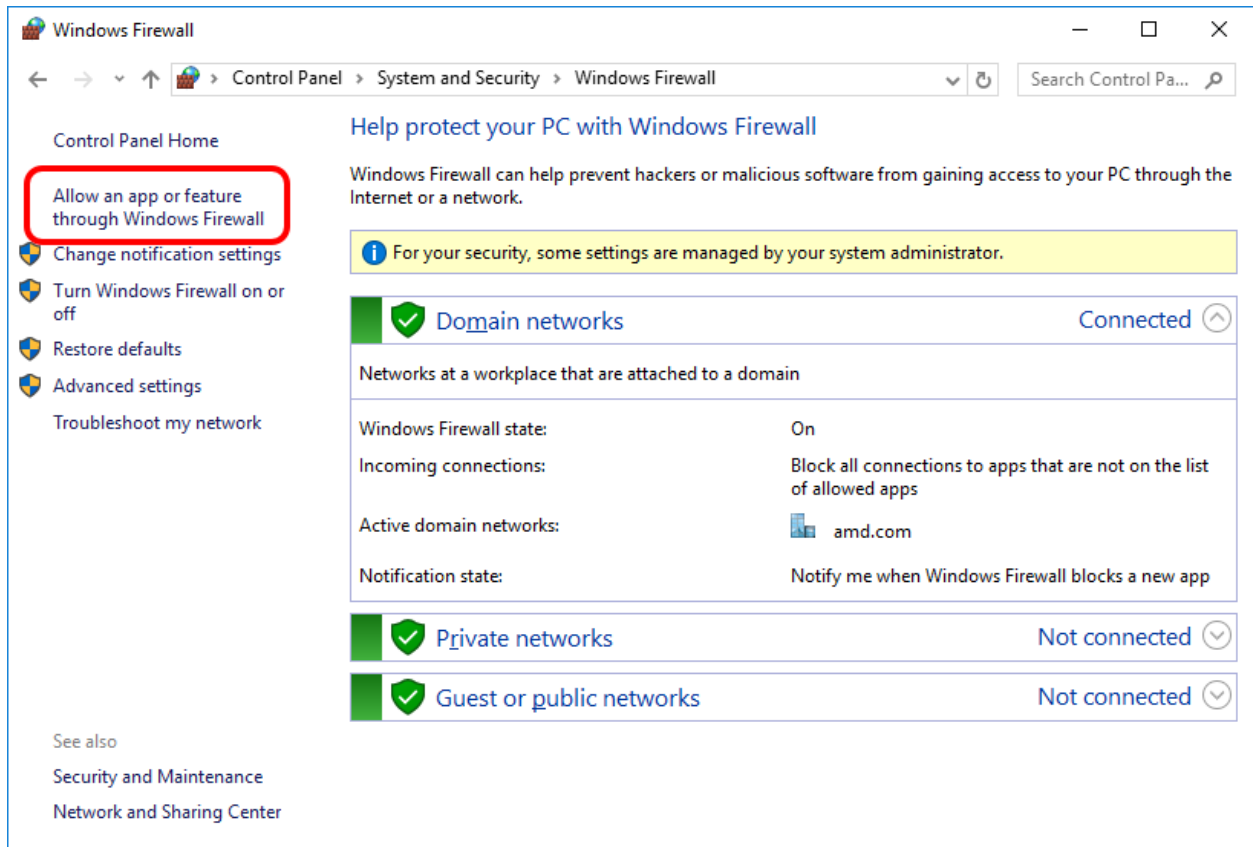 Windows Firewall
Control Panel > System and Security > Windows Firewall
Search Control Pa...
Control Panel Home
Allow an app or feature
through Windows Firewall
Change notification settings
Turn Windows Firewall on or
off
Restore defaults
Advanced settings
Troubleshoot my network
See also
Security and Maintenance
Network and Sharing Center
Help protect your PC with Windows Firewall
Windows Firewall can help prevent hackers or malicious software from gaining access to your PC through the
Internet or a network.
For your security, some settings are managed by your system administrator.
Domain networks Connected
Networks at a workplace that are attached to a domain
Windows Firewall state: On
Incoming connections: Block all connections to apps that are not on the list
of allowed apps
Active domain networks: amd.com
Notification state: Notify me when Windows Firewall blocks a new app
Private networks Not connected
Guest or public networks Not connected